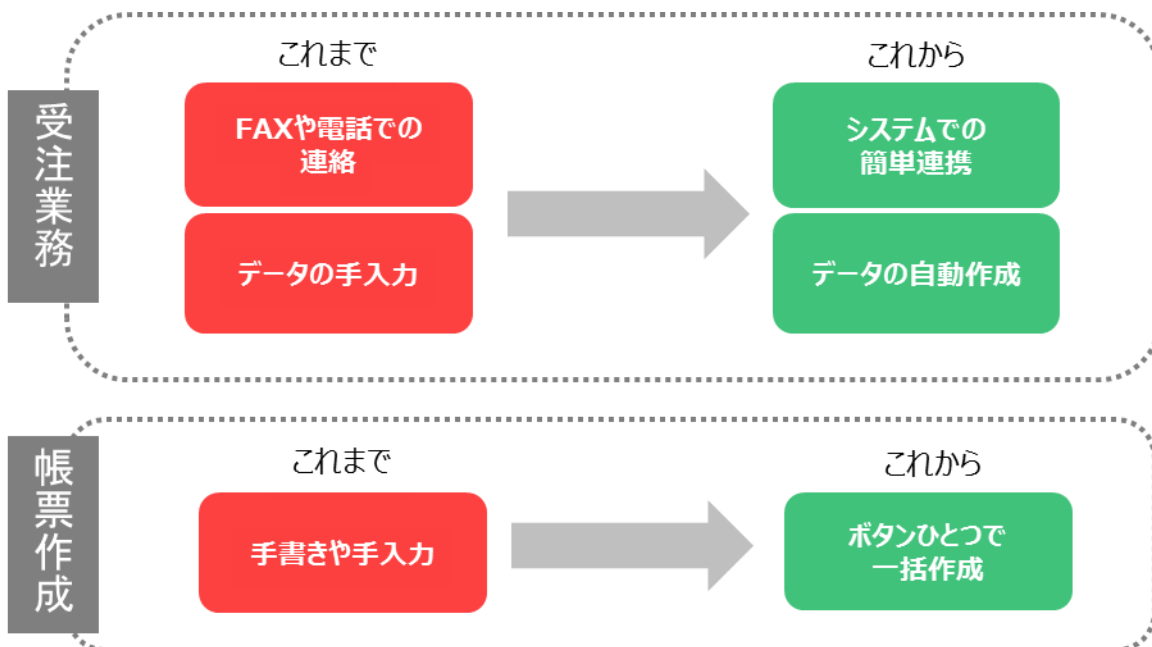 受注業務
これまで
FAXや電話での
連絡
データの手入力
これから
システムでの
簡単連携
データの自動作成
帳票作成
これまで
手書きや手入力
これから
ボタンひとつで
一括作成